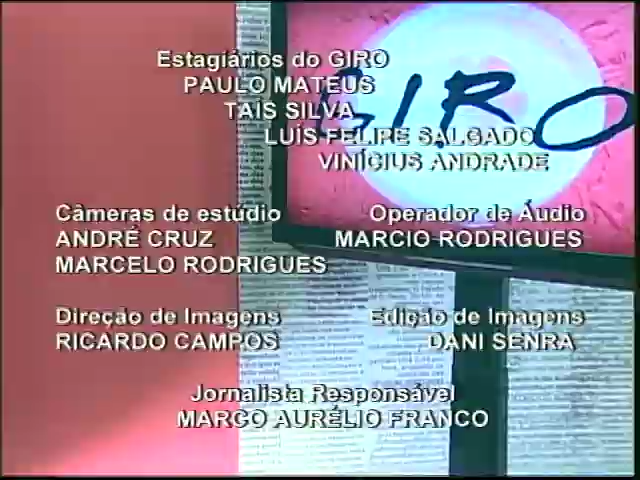 Estagiários do GIRO
PAULO MATEUS
TAÍS SILVA
LUÍS FELIPE SALGADO
VINÍCIUS ANDRADE
GIRO
Câmeras de estúdio
ANDRÉ CRUZ
MARCELO RODRIGUES
Operador de Áudio
MARCIO RODRIGUES
Direção de Imagens
RICARDO CAMPOS
Edição de Imagens
DANI SENRA
Jornalista Responsável
MARCO AURÉLIO FRANCO